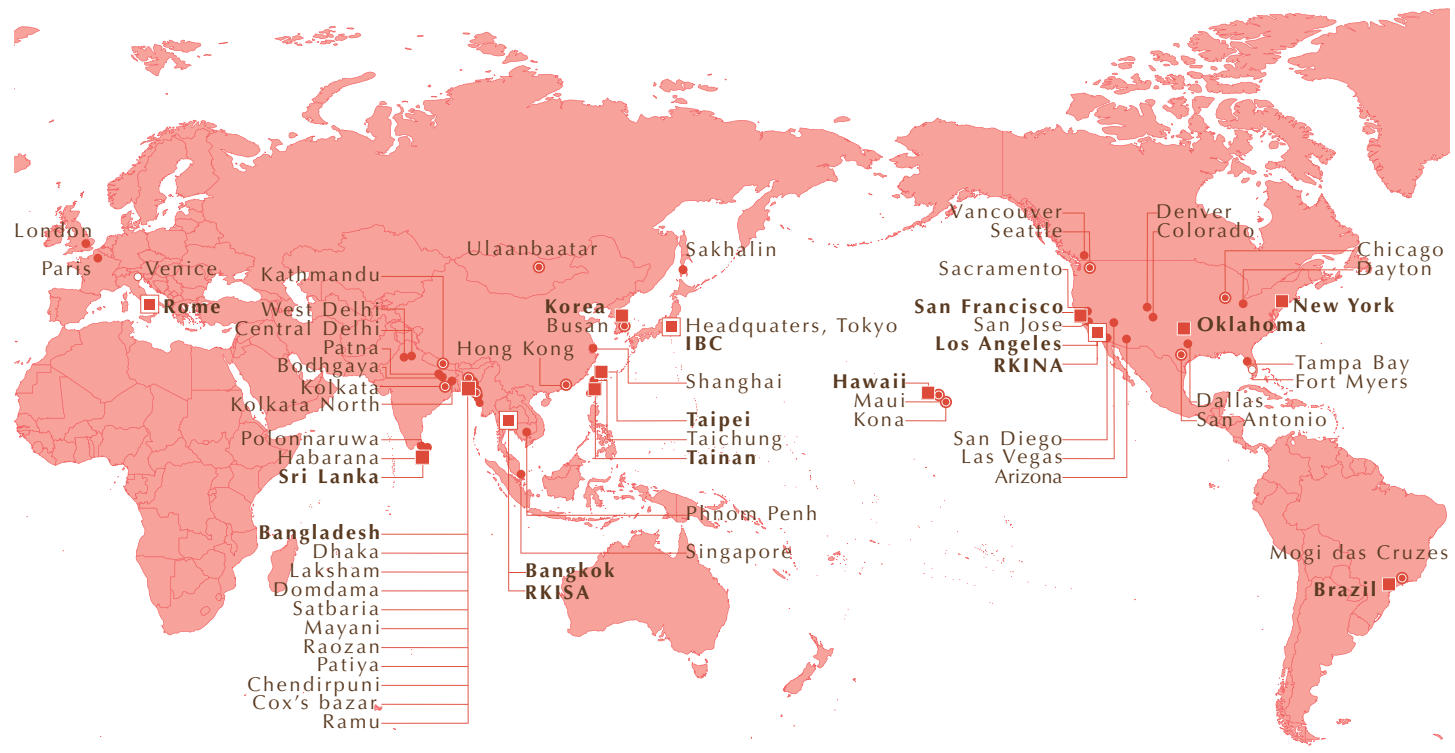 London
Paris
Venice
Rome
Kathmandu
West Delhi
Central Delhi
Patna
Bodhgaya
Kolkata
Kolkata North
Polonnaruwa
Habarana
Sri Lanka
Bangladesh
Dhaka
Laksham
Domdama
Satbaria
Mayani
Raozan
Patiya
Chendirpuni
Cox's bazar
Ramu
Ulaanbaatar
Sakhalin
Korea
Busan
Hong Kong
Headquaters, Tokyo
IBC
Shanghai
Taipei
Taichung
Tainan
Phnom Penh
Singapore
Bangkok
RKISA
Vancouver
Seattle
Sacramento
San Francisco
San Jose
Los Angeles
RKINA
Hawaii
Maui
Kona
San Diego
Las Vegas
Arizona
Denver
Colorado
Chicago
Dayton
New York
Oklahoma
Tampa Bay
Fort Myers
Dallas
San Antonio
Mogi das Cruzes
Brazil